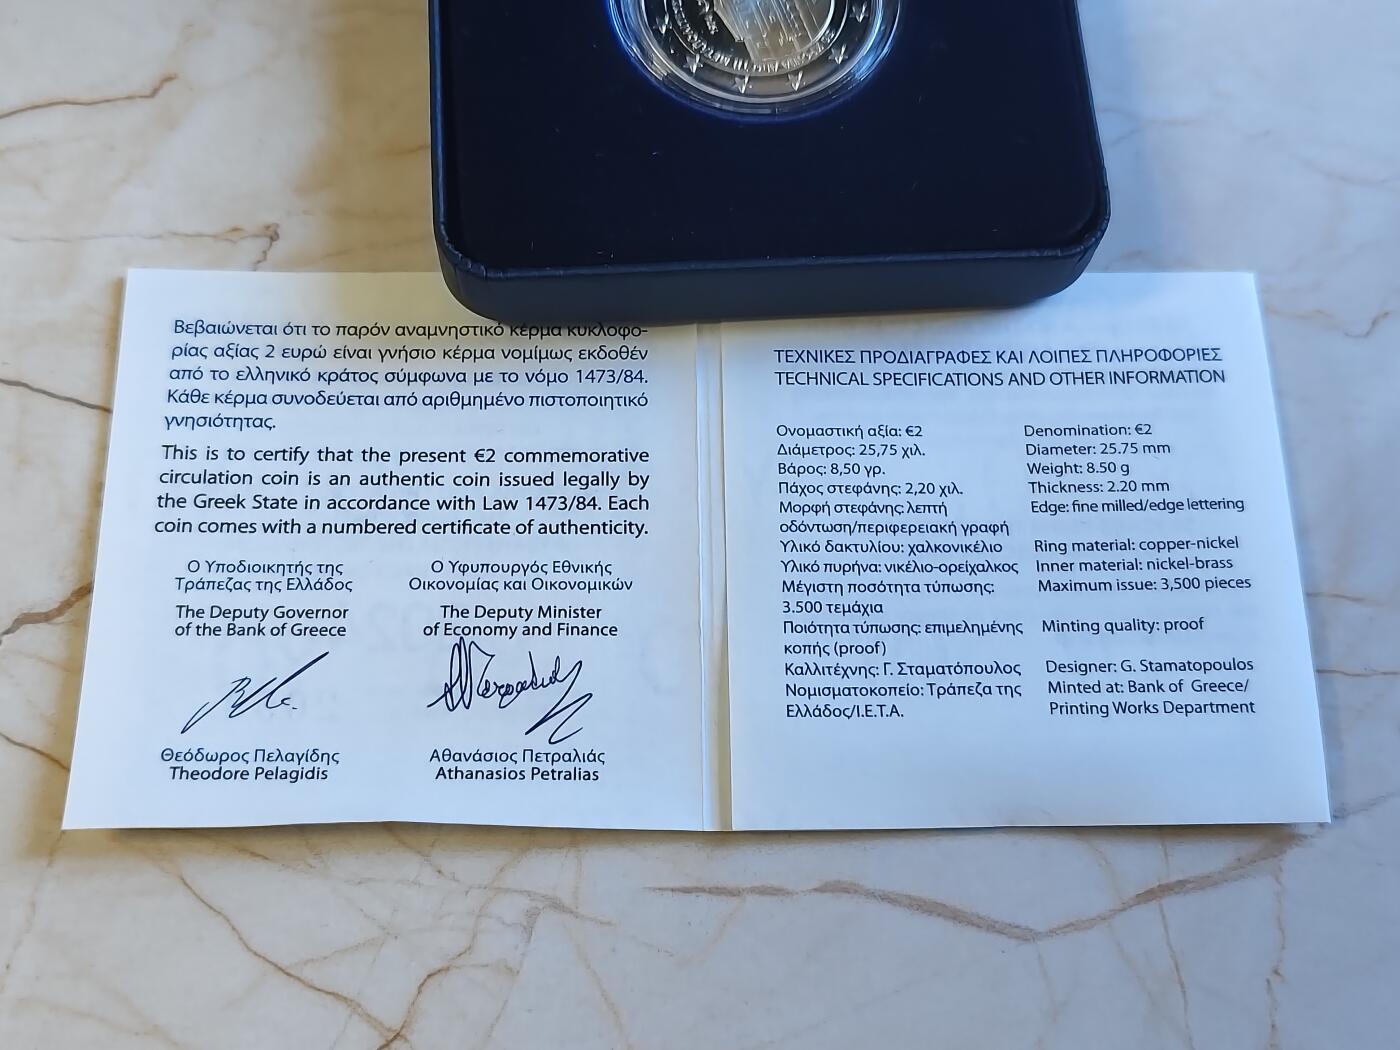 Βεβαιώνεται ότι το παρόν αναμνηστικό κέρμα κυκλοφο-
ρίας αξίας 2 ευρώ είναι γνήσιο κέρμα νομίμως εκδοθέν
από το ελληνικό κράτος σύμφωνα με το νόμο 1473/84.
Κάθε κέρμα συνοδεύεται από αριθμημένο πιστοποιητικό
γνησιότητας.
This is to certify that the present €2 commemorative
circulation coin is an authentic coin issued legally by
the Greek State in accordance with Law 1473/84. Each
coin comes with a numbered certificate of authenticity.
Ο Υποδιοικητής της
Τράπεζας της Ελλάδος
The Deputy Governor
of the Bank of Greece
Θεόδωρος Πελαγίδης
Theodore Pelagidis
Ο Υφυπουργός Εθνικής
Οικονομίας και Οικονομικών
The Deputy Minister
of Economy and Finance
Αθανάσιος Πετραλιάς
Athanasios Petralias
ΤΕΧΝΙΚΕΣ ΠΡΟΔΙΑΓΡΑΦΕΣ ΚΑΙ ΛΟΙΠΕΣ ΠΛΗΡΟΦΟΡΙΕΣ
TECHNICAL SPECIFICATIONS AND OTHER INFORMATION
Ονομαστική αξία: €2
Διάμετρος: 25,75 χιλ.
Βάρος: 8,50 γρ.
Πάχος στεφάνης: 2,20 χιλ.
Μορφή στεφάνης: λεπτή
οδόντωση/περιφερειακή γραφή
Υλικό δακτυλίου: χαλκονικέλιο
Υλικό πυρήνα: νικέλιο-ορείχαλκος
Μέγιστη ποσότητα τύπωσης:
3.500 τεμάχια
Ποιότητα τύπωσης: επιμελημένης
κοπής (proof)
Καλλιτέχνης: Γ. Σταματόπουλος
Νομισματοκοπείο: Τράπεζα της
Ελλάδος/Ι.Ε.Τ.Α.
Denomination: €2
Diameter: 25.75 mm
Weight: 8.50 g
Thickness: 2.20 mm
Edge: fine milled/edge lettering
Ring material: copper-nickel
Inner material: nickel-brass
Maximum issue: 3,500 pieces
Minting quality: proof
Designer: G. Stamatopoulos
Minted at: Bank of Greece/
Printing Works Department